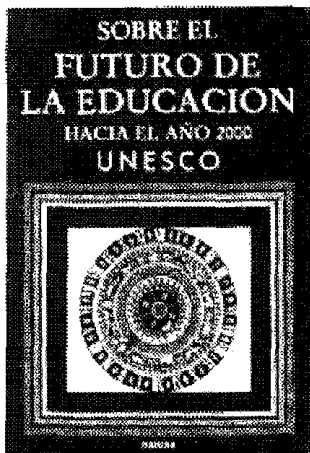 SOBRE EL
FUTURO DE
LA EDUCACION
HACIA EL AÑO 2000
UNESCO